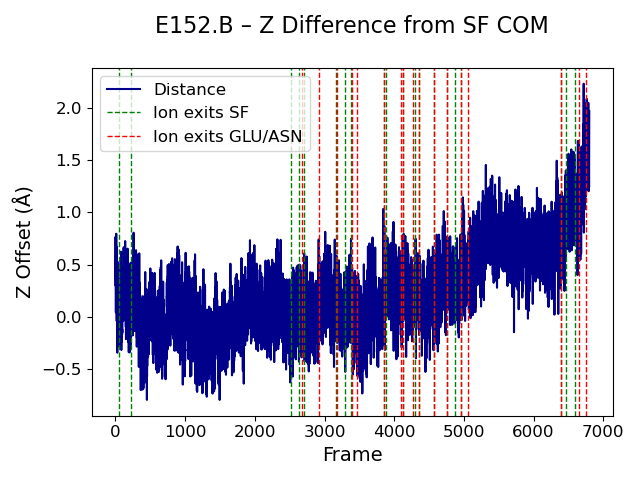 E152.B – Z Difference from SF COM
Distance
Ion exits SF
Ion exits GLU/ASN
Z Offset (Å)
2.0
1.5
1.0
0.5
0.0
−0.5
0 1000 2000 3000 4000 5000 6000 7000
Frame